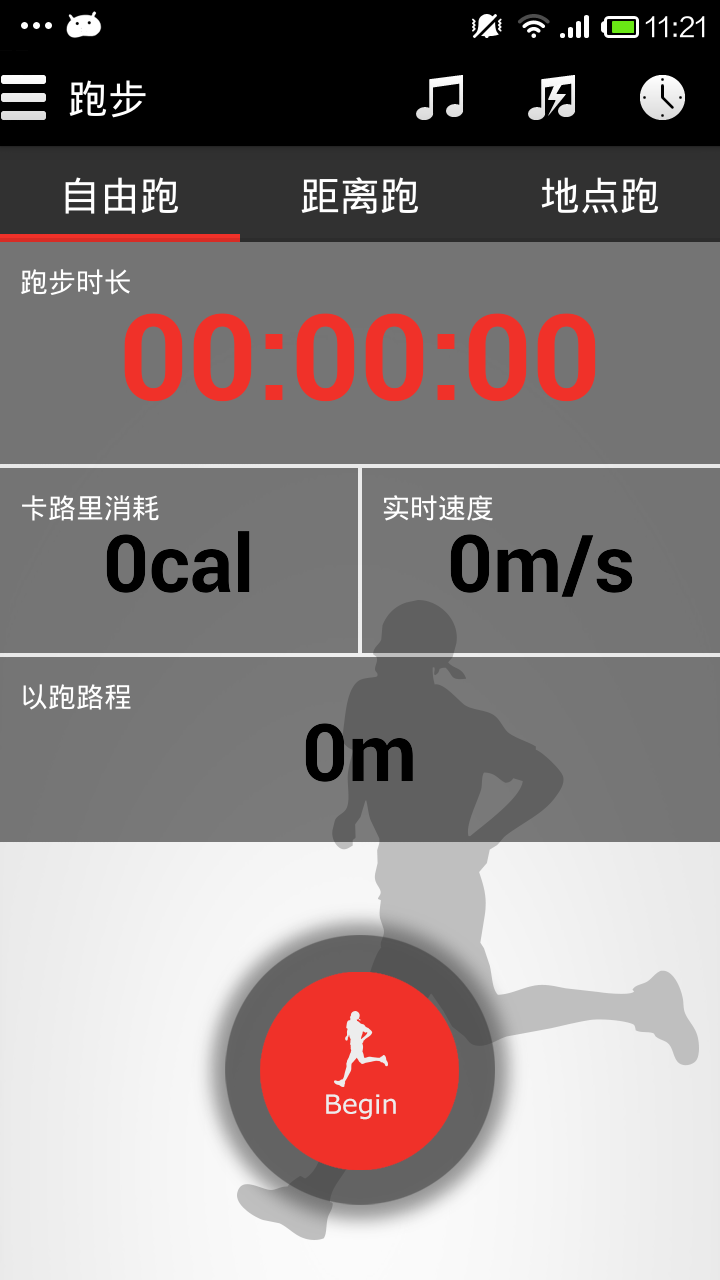 11:21
跑步
自由跑 距离跑 地点跑
跑步时长
00:00:00
卡路里消耗 实时速度
0cal 0m/s
以跑路程
0m
Begin